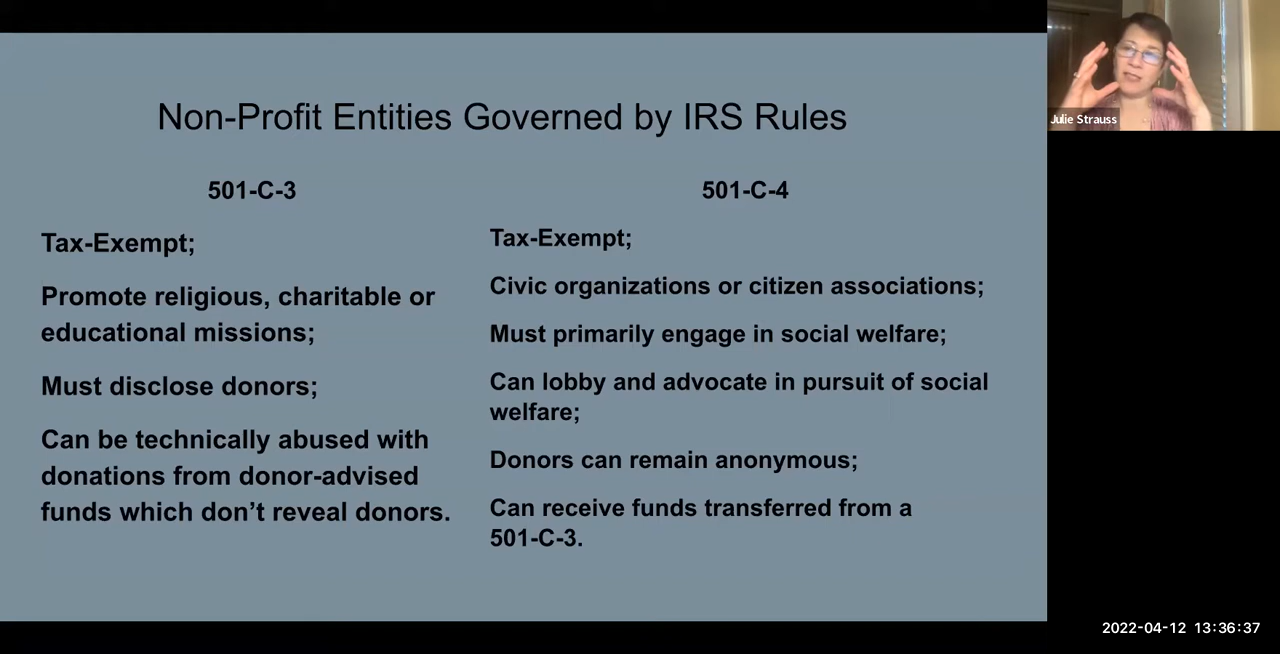 Non-Profit Entities Governed by IRS Rules
501-C-3
Tax-Exempt;
Promote religious, charitable or
educational missions;
Must disclose donors;
Can be technically abused with
donations from donor-advised
funds which don’t reveal donors.
501-C-4
Tax-Exempt;
Civic organizations or citizen associations;
Must primarily engage in social welfare;
Can lobby and advocate in pursuit of social
welfare;
Donors can remain anonymous;
Can receive funds transferred from a
501-C-3.
Julie Strauss
2022-04-12 13:36:37